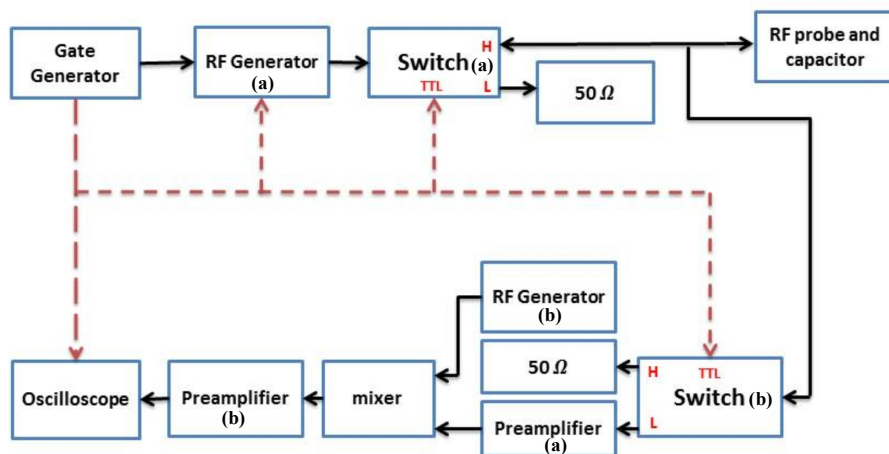 Gate
Generator
RF Generator
(a)
Switch (a)
H
TTL
L
50 Ω
RF probe and
capacitor
RF Generator
(b)
50 Ω
H
TTL
Switch (b)
L
Oscilloscope
Preamplifier
(b)
mixer
Preamplifier
(a)